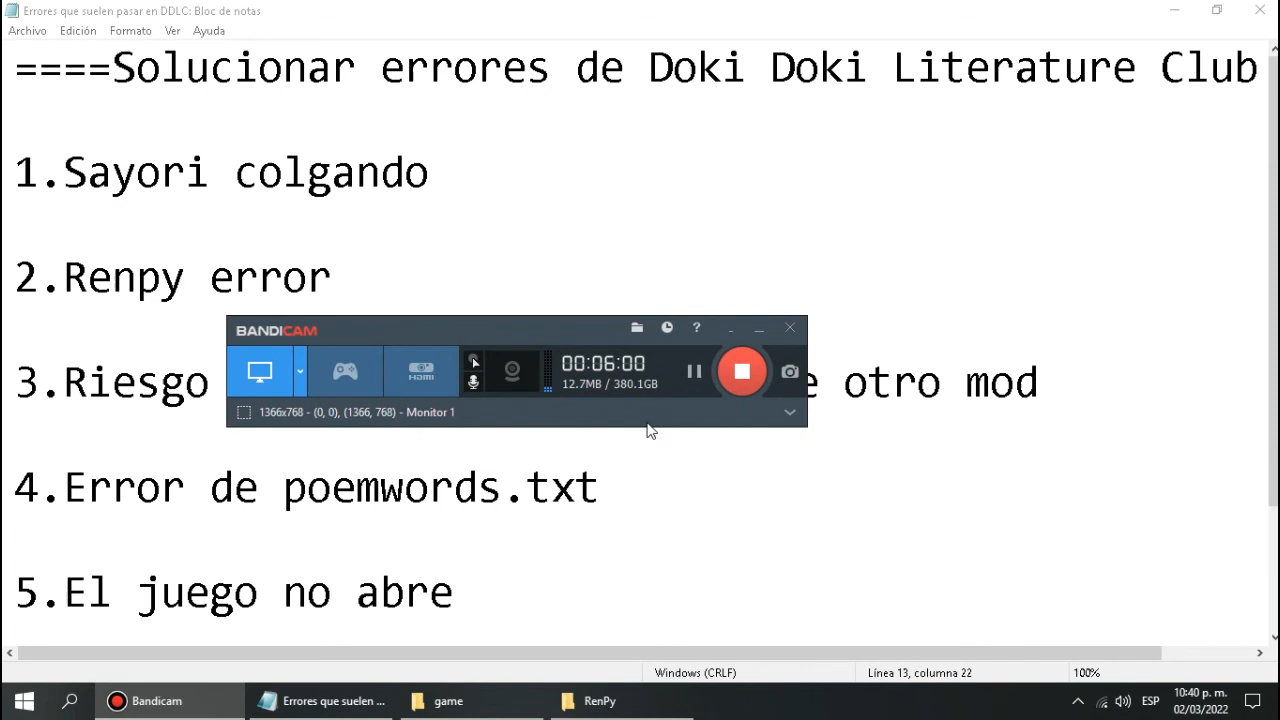 Errores que suelen pasar en DDLC: Bloc de notas
Archivo Edición Formato Ver Ayuda
====Solucionar errores de Doki Doki Literature Club
1.Sayori colgando
2.Renpy error
BANDICAM ?
3.Riesgo
00:06:00
12.7MB / 380.1GB
HDMI
e otro mod
1366x768 - (0, 0), (1366, 768) - Monitor 1
4.Error de poemwords.txt
5.El juego no abre
Windows (CRLF) Línea 13, columna 22 100%
Bandicam Errores que suelen ... game RenPy ESP 10:40 p. m.
02/03/2022